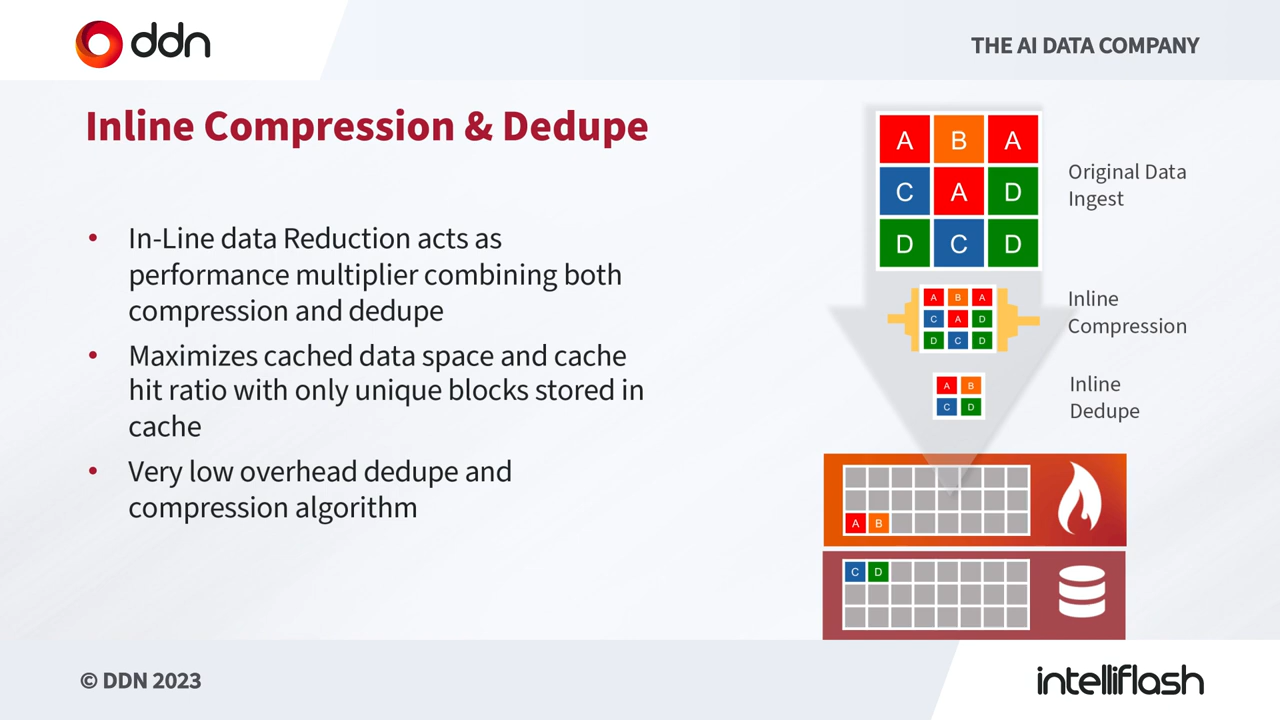 ddn
THE AI DATA COMPANY
Inline Compression & Dedupe
• In-Line data Reduction acts as
performance multiplier combining both
compression and dedupe
• Maximizes cached data space and cache
hit ratio with only unique blocks stored in
cache
• Very low overhead dedupe and
compression algorithm
A B A
C A D
D C D
Original Data
Ingest
A B A
C A D
D C D
Inline
Compression
A B
C D
Inline
Dedupe
A B
C D
© DDN 2023
intelliflash